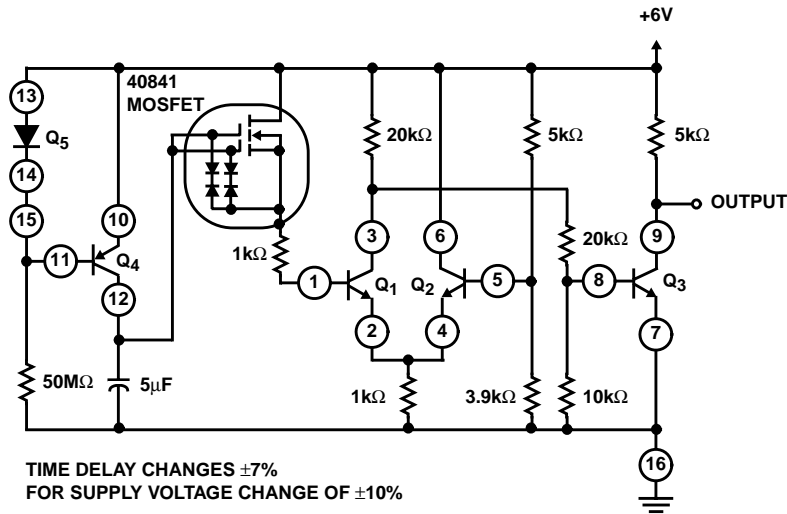 +6V
40841
MOSFET
13
Q5
14
15
10
11
Q4
12
50MΩ
5μF
1kΩ
20kΩ
5kΩ
5kΩ
OUTPUT
3
6
20kΩ
9
1
Q1
Q2
5
8
Q3
2
4
7
1kΩ
3.9kΩ
10kΩ
16
TIME DELAY CHANGES ±7%
FOR SUPPLY VOLTAGE CHANGE OF ±10%